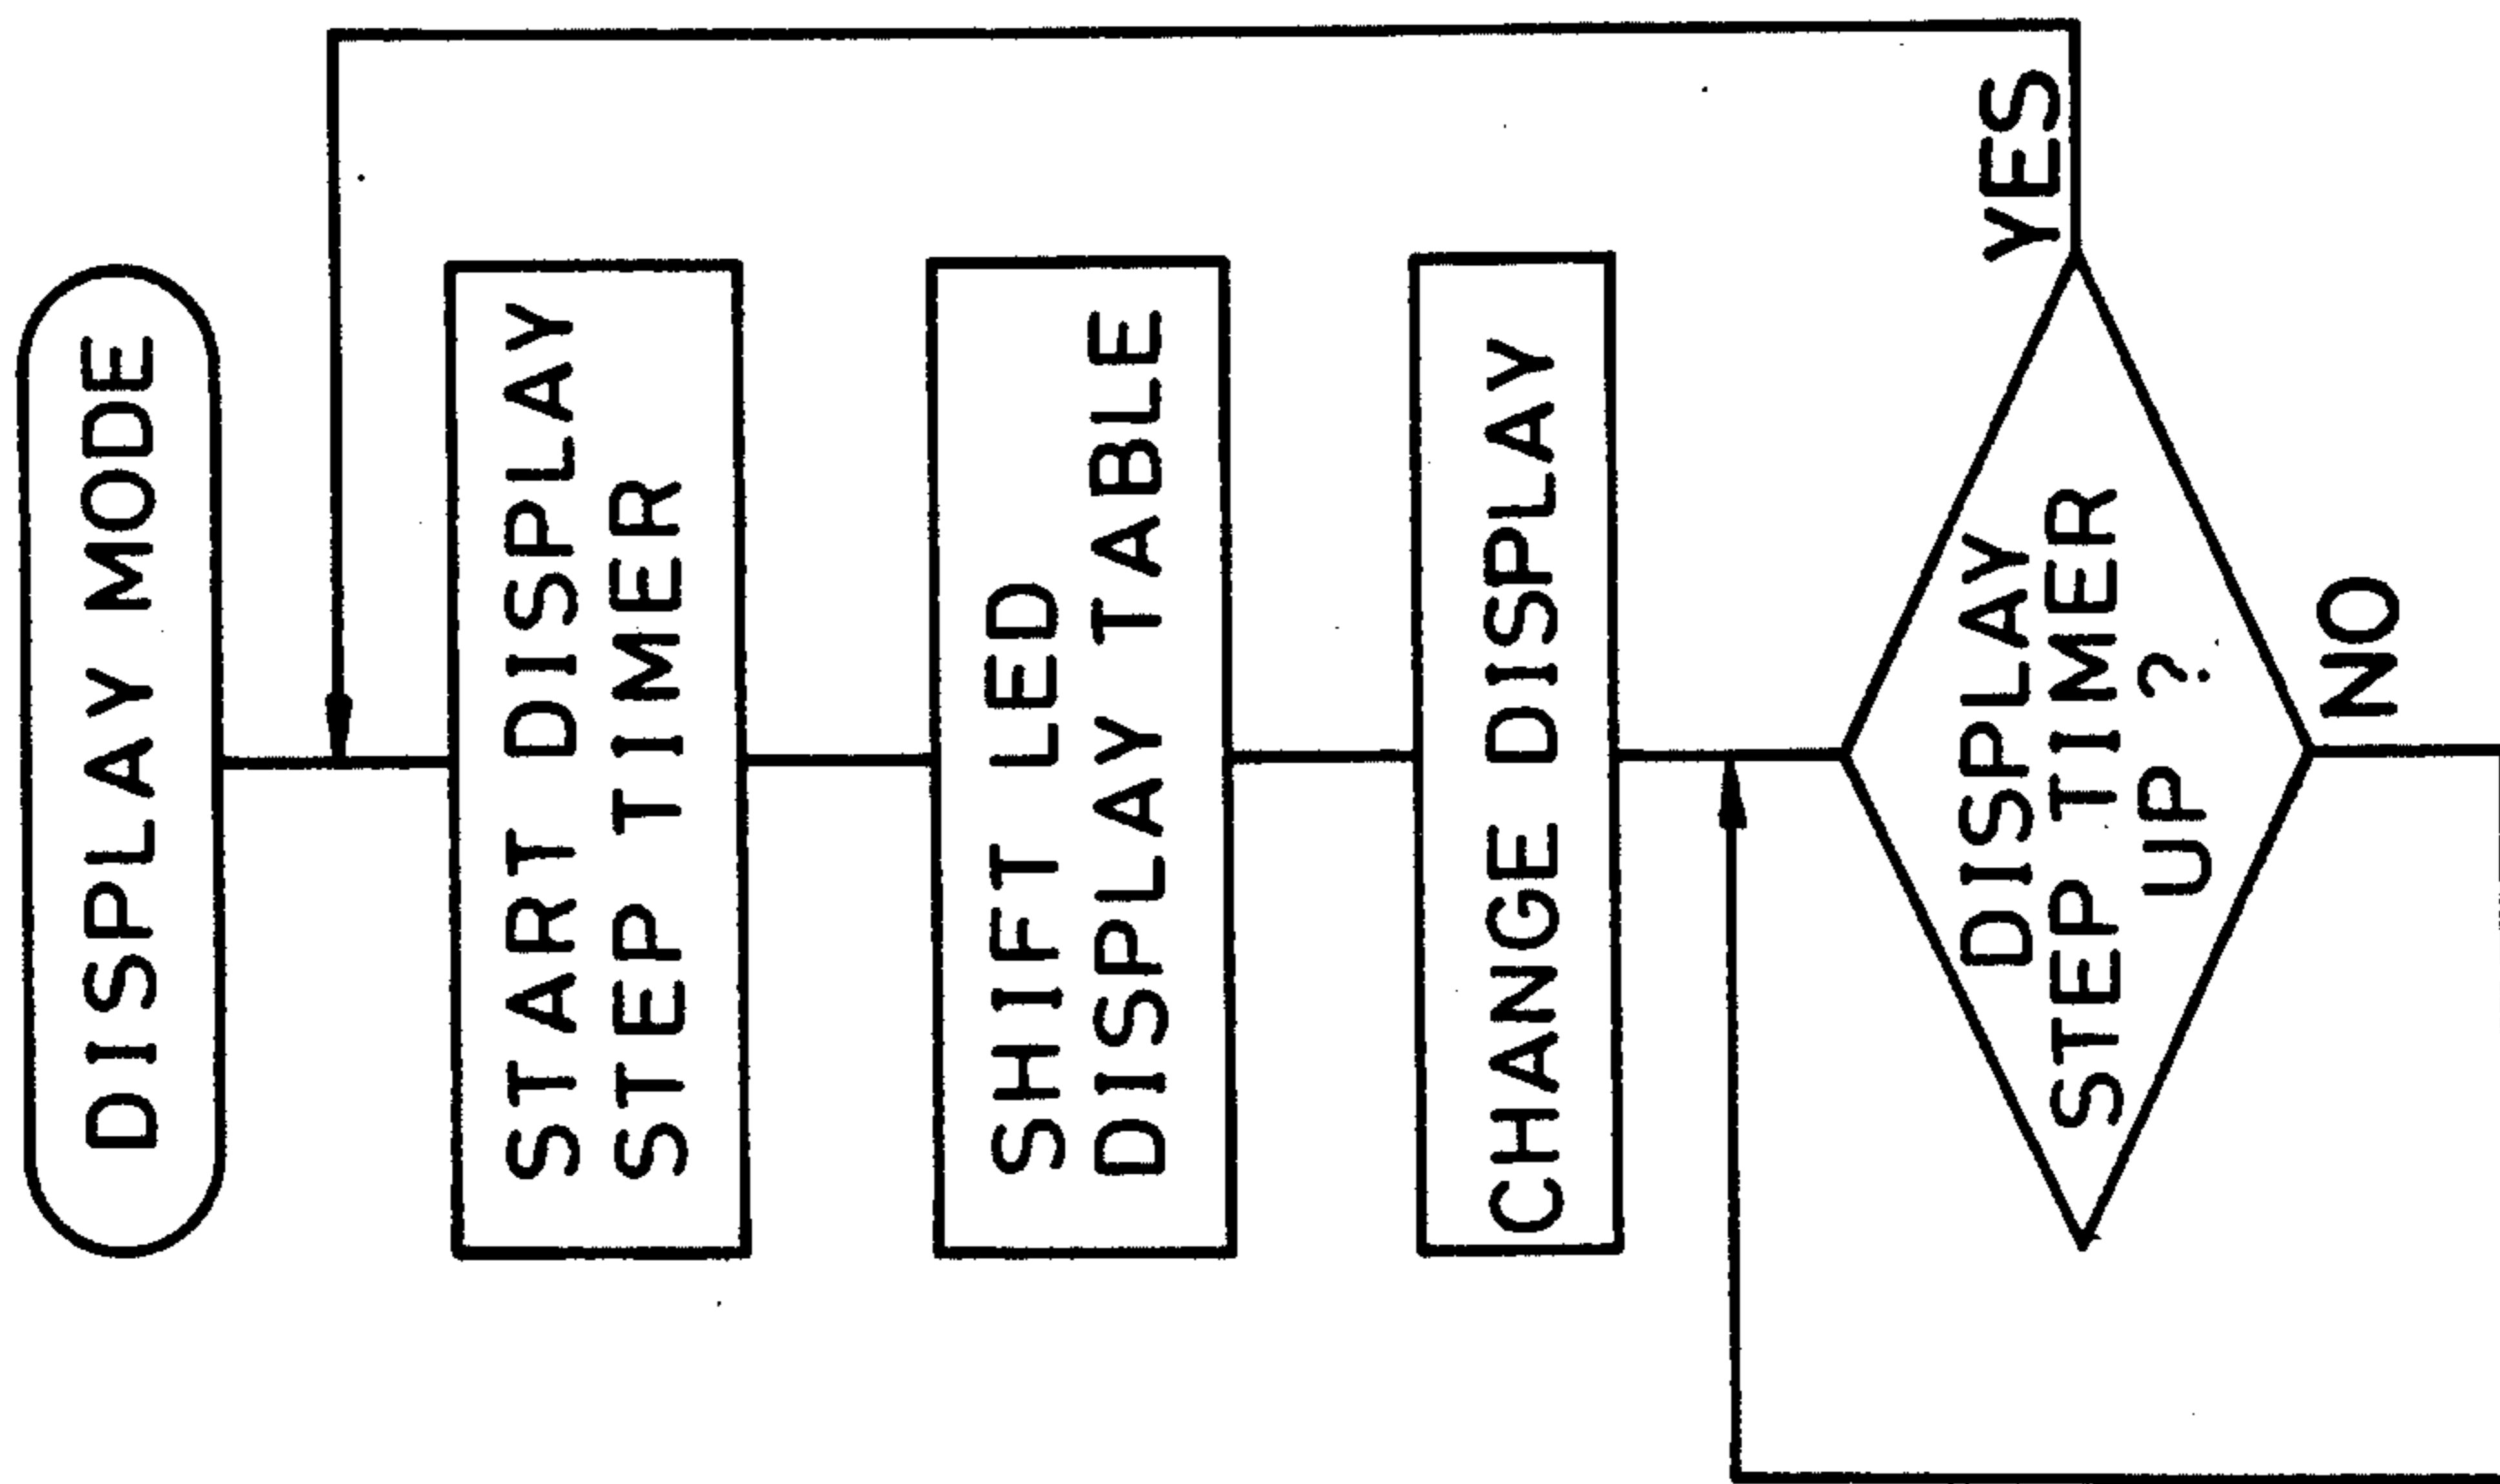 DISPLAY MODE
START DISPLAY
STEP TIMER
SHIFT LED
DISPLAY TABLE
CHANGE DISPLAY
DISPLAY
STEP TIMER
UP ?
YES
NO